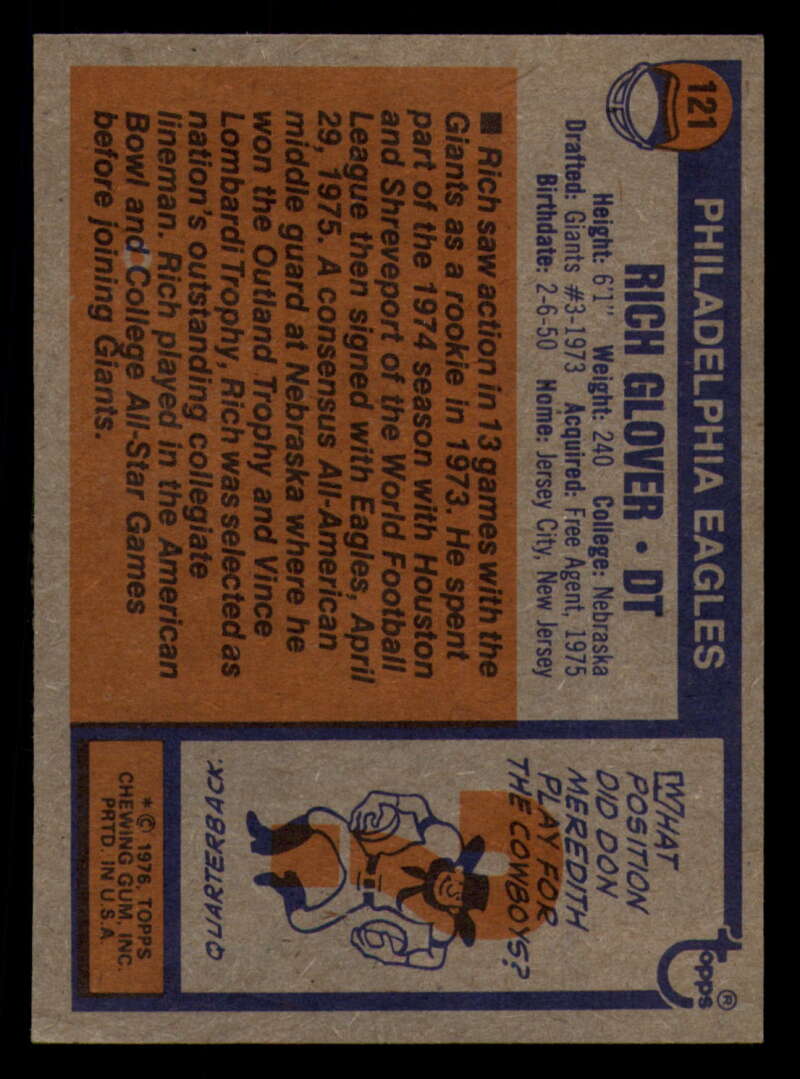 121
PHILADELPHIA EAGLES
RICH GLOVER • DT
Height: 6'1" Weight: 240 College: Nebraska
Drafted: Giants #3-1973 Acquired: Free Agent, 1975
Birthdate: 2-6-50 Home: Jersey City, New Jersey
■ Rich saw action in 13 games with the
Giants as a rookie in 1973. He spent
part of the 1974 season with Houston
and Shreveport of the World Football
League then signed with Eagles, April
29, 1975. A consensus All-American
middle guard at Nebraska where he
won the Outland Trophy and Vince
Lombardi Trophy, Rich was selected as
nation's outstanding collegiate
lineman. Rich played in the American
Bowl and College All-Star Games
before joining Giants.
topps®
WHAT
POSITION
DID DON
MEREDITH
PLAY FOR
THE COWBOYS?
QUARTERBACK.
* © 1976, TOPPS
CHEWING GUM, INC.
PRTD. IN U.S.A.